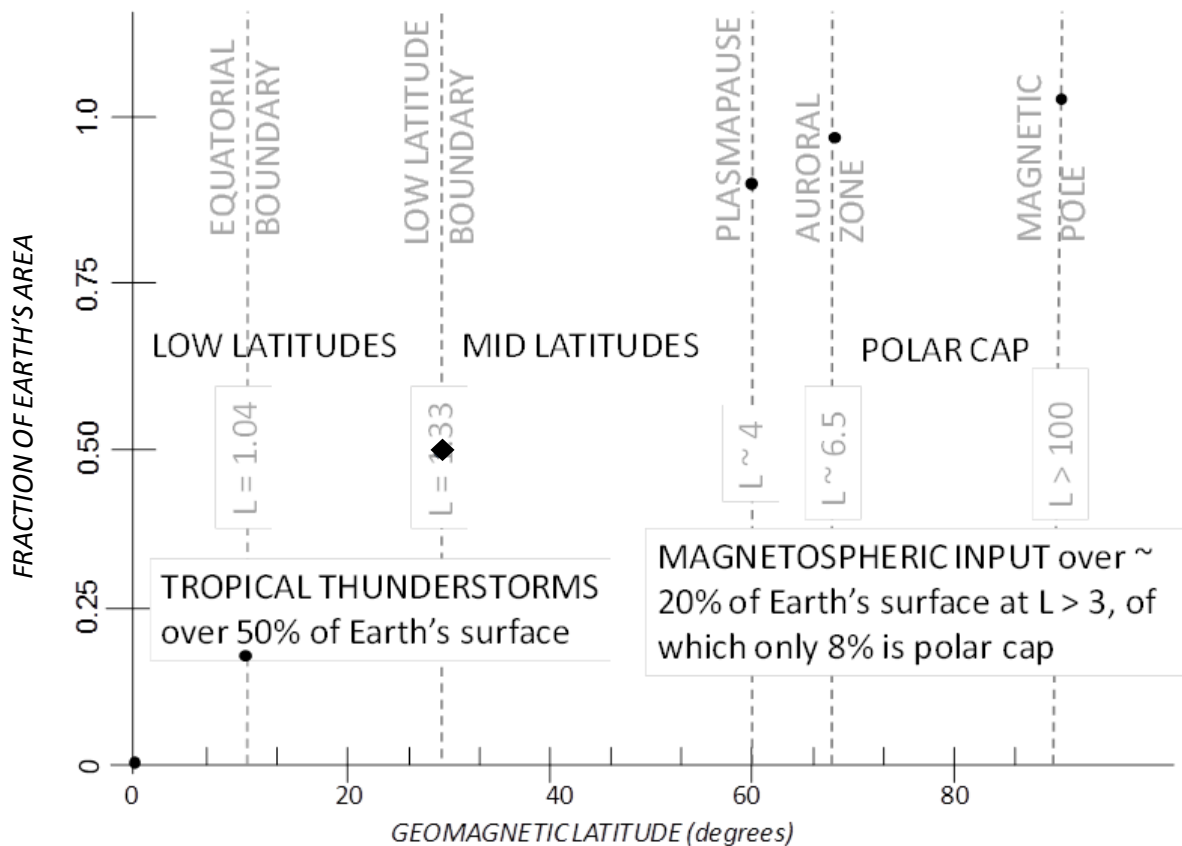 EQUATORIAL
BOUNDARY
LOW LATITUDE
BOUNDARY
PLASMAPAUSE
AURORAL
ZONE
MAGNETIC
POLE
1.0
0.75
0.50
0.25
0
FRACTION OF EARTH'S AREA
LOW LATITUDES
MID LATITUDES
POLAR CAP
L = 1.04
L = 1.33
L ~ 4
L ~ 6.5
L > 100
TROPICAL THUNDERSTORMS
over 50% of Earth's surface
MAGNETOSPHERIC INPUT over ~
20% of Earth's surface at L > 3, of
which only 8% is polar cap
0
20
40
60
80
GEOMAGNETIC LATITUDE (degrees)